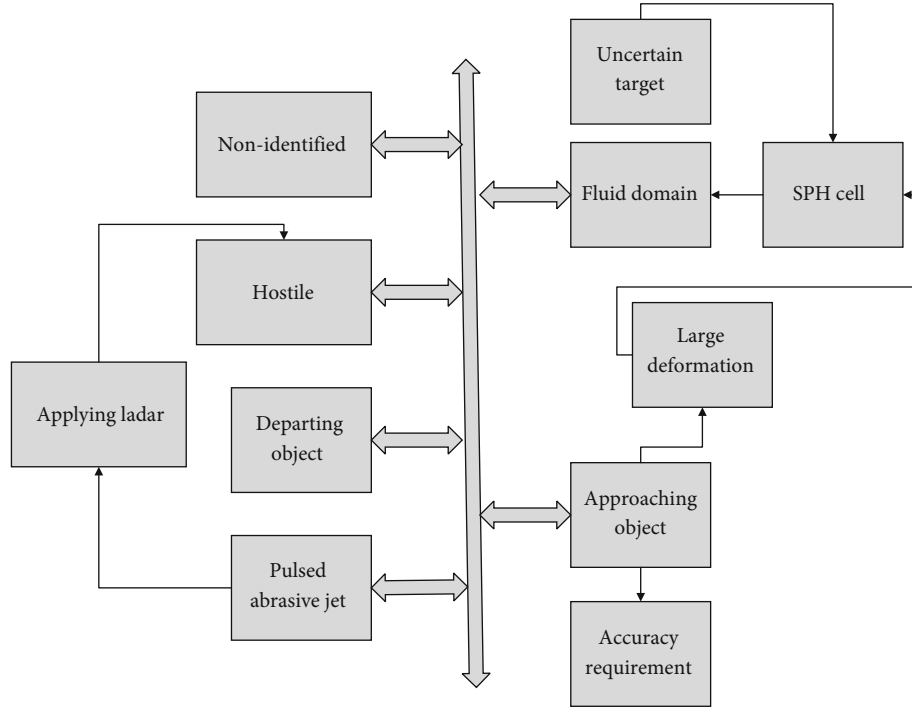 Uncertain
target
Non-identified
Fluid domain
SPH cell
Hostile
Large
deformation
Applying ladar
Departing
object
Approaching
object
Pulsed
abrasive jet
Accuracy
requirement